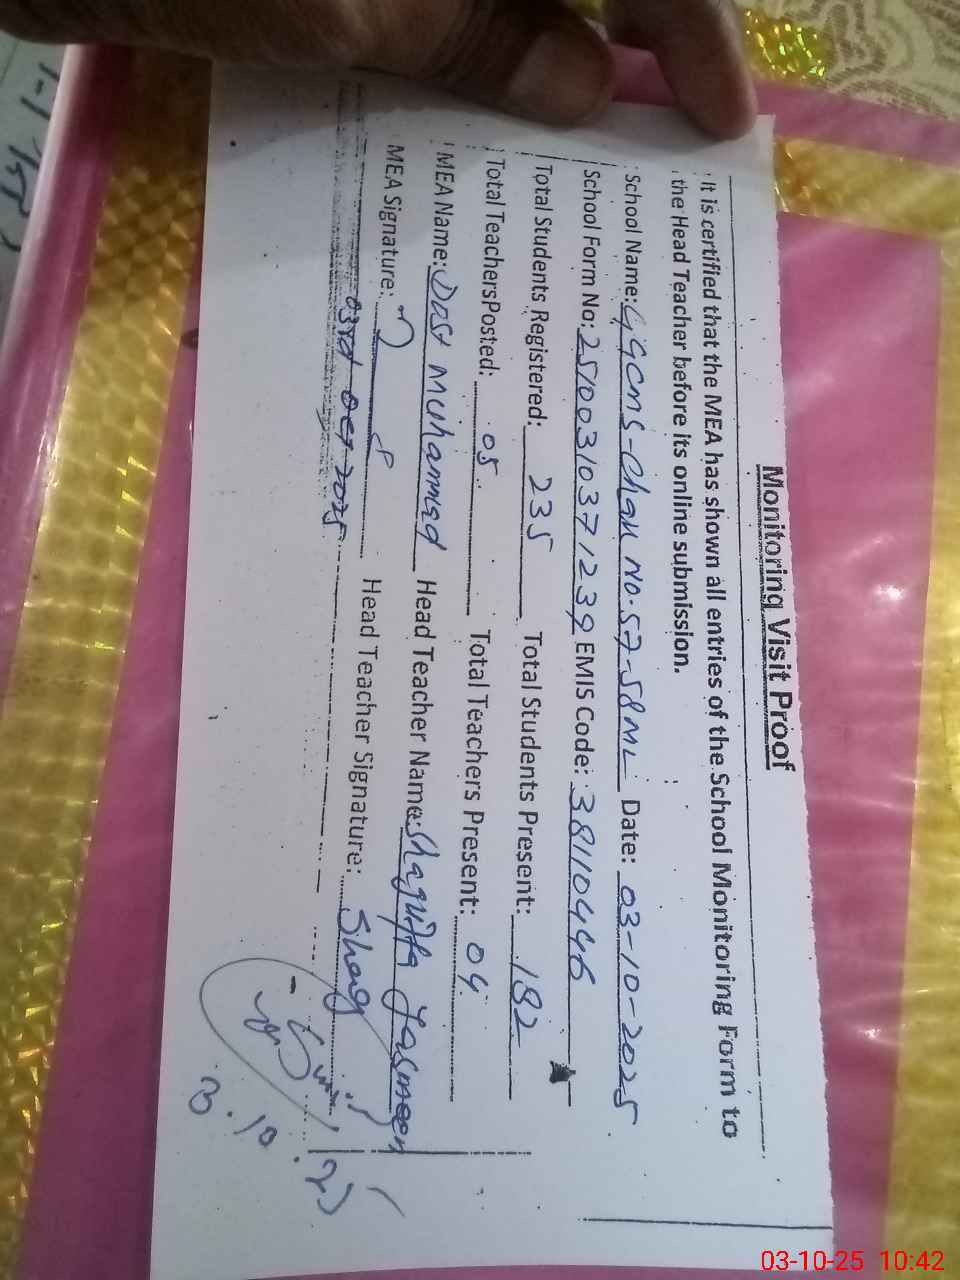 Monitoring Visit Proof
It is certified that the MEA has shown all entries of the School Monitoring Form to
the Head Teacher before its online submission.
School Name: GGCMS-Chak No. 57-58 ML Date: 03-10-2025
School Form No: 25100310371239 EMIS Code: 38110446
Total Students Registered: 235 Total Students Present: 182
Total TeachersPosted: 05 Total Teachers Present: 04
MEA Name: Dost Muhammad Head Teacher Name: Shagufta Yasmeen
MEA Signature: Head Teacher Signature: Shag
03rd Oct 2025
3.10.25
03-10-25 10:42